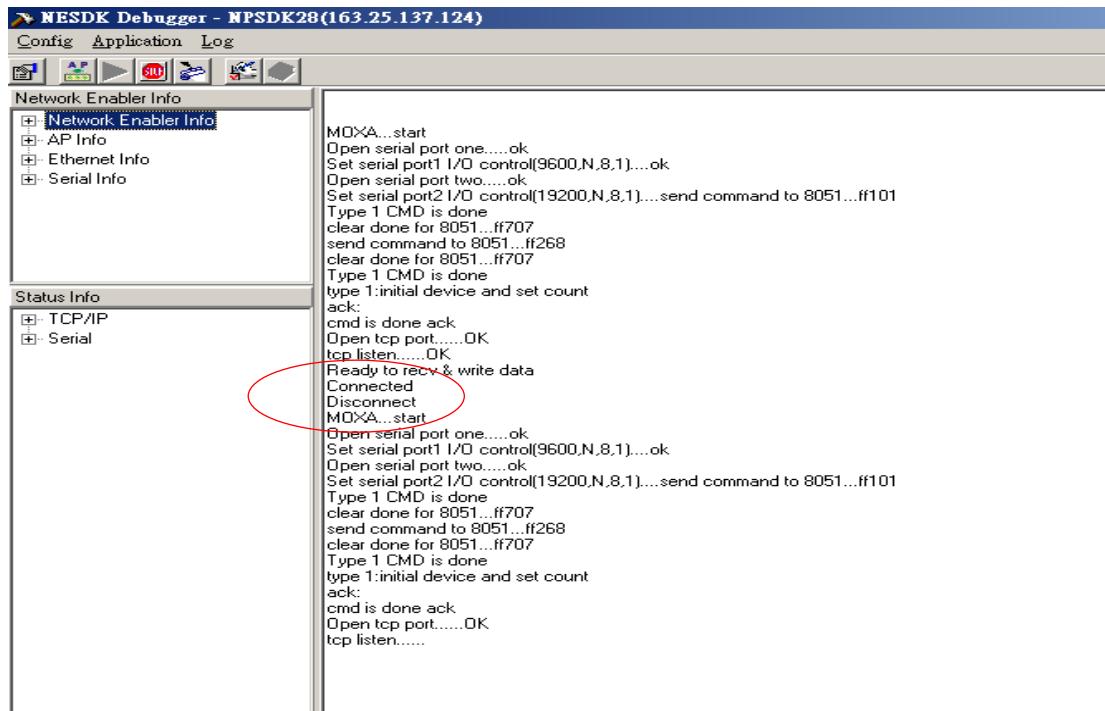 NESDK Debugger - NPSDK28(163.25.137.124)
Config Application Log
AP STOP
Network Enabler Info
Network Enabler Info
AP Info
Ethernet Info
Serial Info
Status Info
TCP/IP
Serial
MOXA...start
Open serial port one.....ok
Set serial port1 I/O control(9600,N,8,1)....ok
Open serial port two.....ok
Set serial port2 I/O control(19200,N,8,1)....send command to 8051...ff101
Type 1 CMD is done
clear done for 8051...ff707
send command to 8051...ff268
clear done for 8051...ff707
Type 1 CMD is done
type 1:initial device and set count
ack:
cmd is done ack
Open tcp port......OK
tcp listen......OK
Ready to recv & write data
Connected
Disconnect
MOXA...start
Open serial port one.....ok
Set serial port1 I/O control(9600,N,8,1)....ok
Open serial port two.....ok
Set serial port2 I/O control(19200,N,8,1)....send command to 8051...ff101
Type 1 CMD is done
clear done for 8051...ff707
send command to 8051...ff268
clear done for 8051...ff707
Type 1 CMD is done
type 1:initial device and set count
ack:
cmd is done ack
Open tcp port......OK
tcp listen......